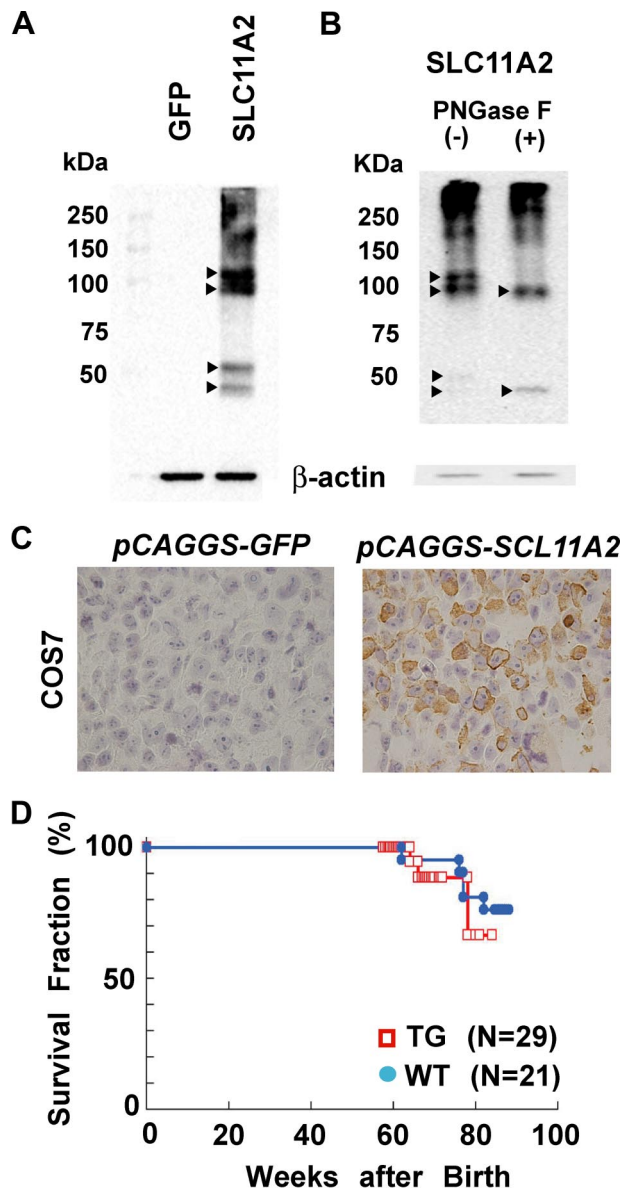 A
GFP
SLC11A2
kDa
250
150
100
75
50
β-actin
B
SLC11A2
PNGase F
(-) (+)
KDa
250
150
100
75
50
C
pCAGGS-GFP
pCAGGS-SCL11A2
COS7
D
Survival Fraction (%)
100
50
0
TG (N=29)
WT (N=21)
0 20 40 60 80 100
Weeks after Birth